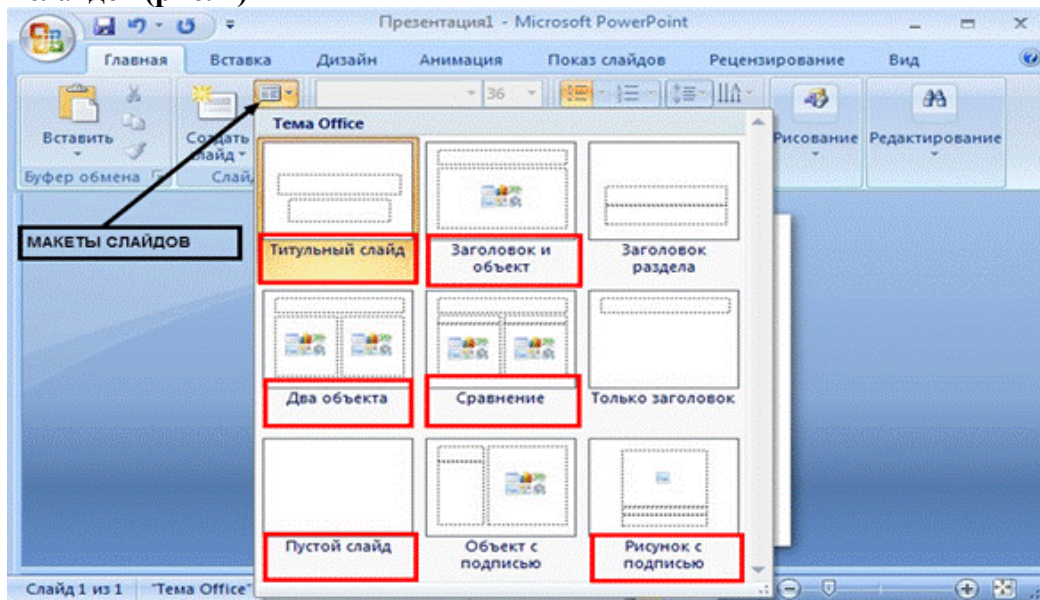 Презентация1 - Microsoft PowerPoint
Главная Вставка Дизайн Анимация Показ слайдов Рецензирование Вид
36
Вставить
Создать
слайд
Рисование Редактирование
Буфер обмена
Слай
Тема Office
МАКЕТЫ СЛАЙДОВ
Титульный слайд
Заголовок и
объект
Заголовок
раздела
Два объекта
Сравнение
Только заголовок
Пустой слайд
Объект с
подписью
Рисунок с
подписью
Слайд 1 из 1 "Тема Office"